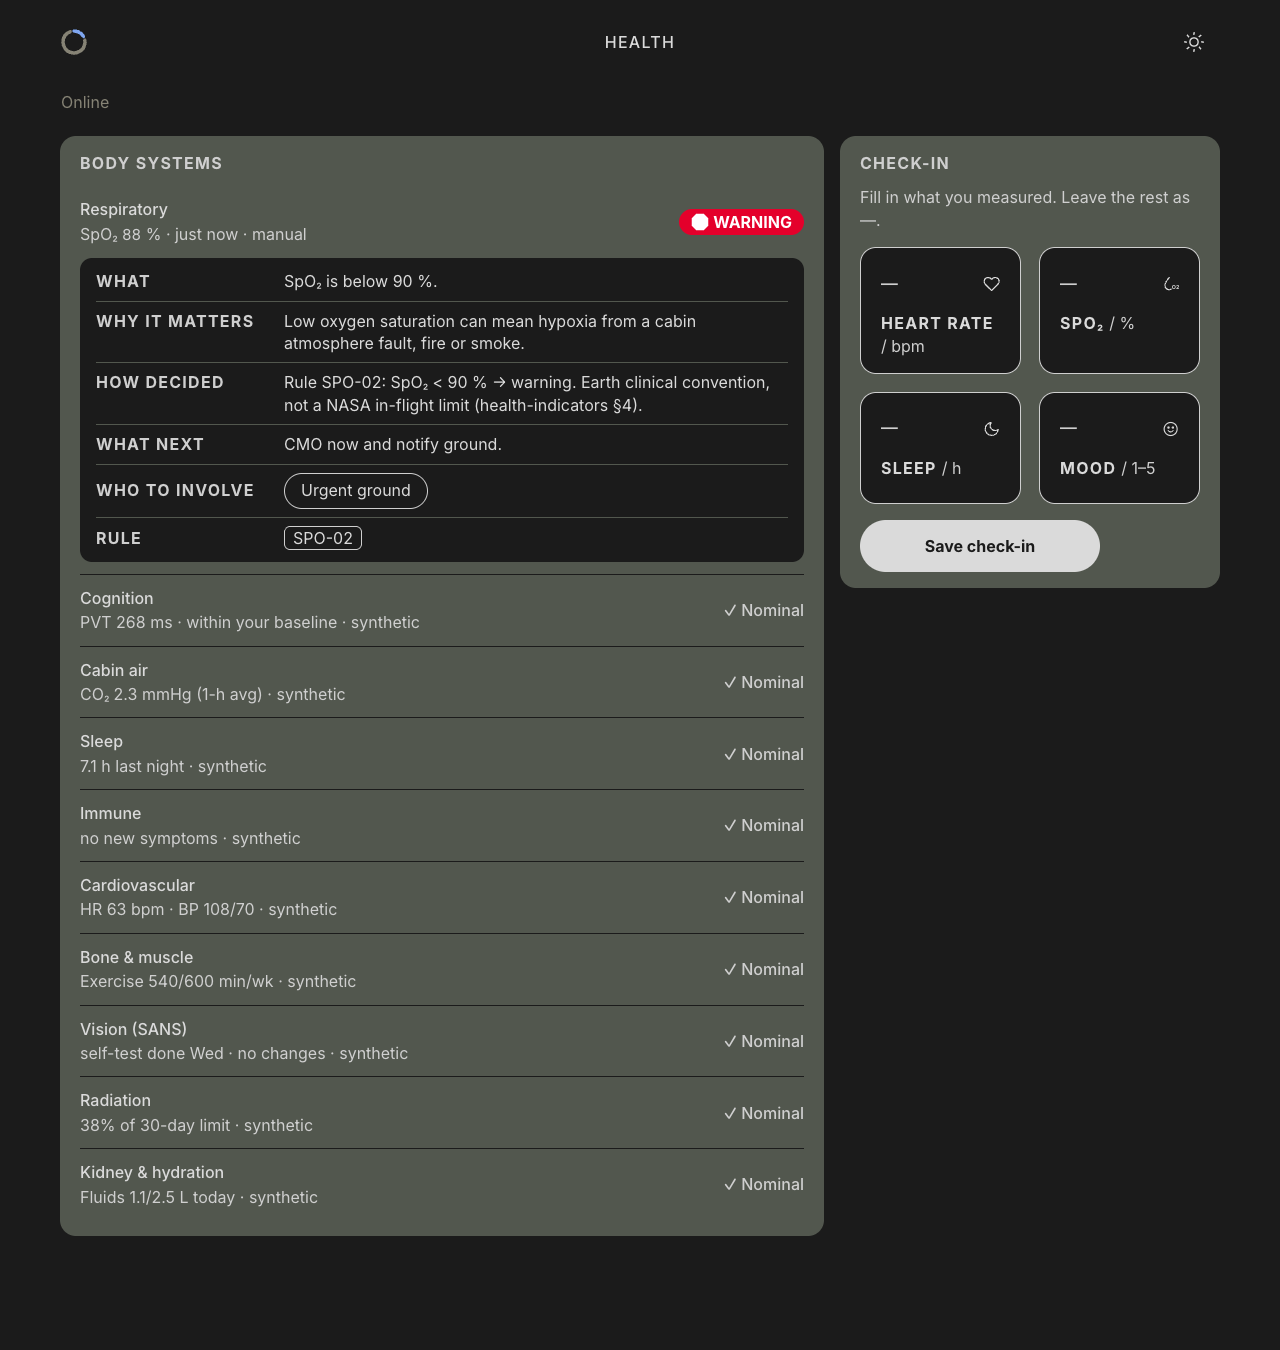 HEALTH
Online
BODY SYSTEMS
Respiratory
SpO₂ 88 % · just now · manual
WARNING
WHAT
SpO₂ is below 90 %.
WHY IT MATTERS
Low oxygen saturation can mean hypoxia from a cabin
atmosphere fault, fire or smoke.
HOW DECIDED
Rule SPO-02: SpO₂ < 90 % → warning. Earth clinical convention,
not a NASA in-flight limit (health-indicators §4).
WHAT NEXT
CMO now and notify ground.
WHO TO INVOLVE
Urgent ground
RULE
SPO-02
Cognition
PVT 268 ms · within your baseline · synthetic
✓ Nominal
Cabin air
CO₂ 2.3 mmHg (1-h avg) · synthetic
✓ Nominal
Sleep
7.1 h last night · synthetic
✓ Nominal
Immune
no new symptoms · synthetic
✓ Nominal
Cardiovascular
HR 63 bpm · BP 108/70 · synthetic
✓ Nominal
Bone & muscle
Exercise 540/600 min/wk · synthetic
✓ Nominal
Vision (SANS)
self-test done Wed · no changes · synthetic
✓ Nominal
Radiation
38% of 30-day limit · synthetic
✓ Nominal
Kidney & hydration
Fluids 1.1/2.5 L today · synthetic
✓ Nominal
CHECK-IN
Fill in what you measured. Leave the rest as
—.
—
HEART RATE
/ bpm
—
O2
SPO₂ / %
—
SLEEP / h
—
MOOD / 1–5
Save check-in